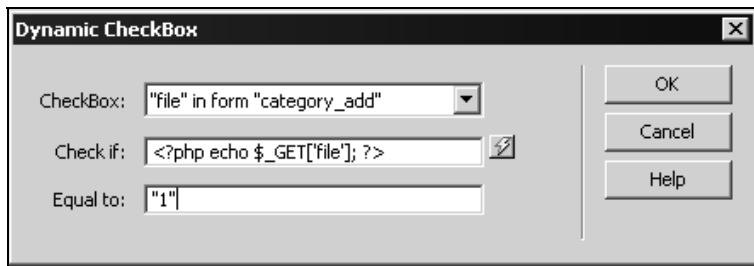 Dynamic CheckBox
CheckBox: "file" in form "category_add"
Check if: <?php echo $_GET['file']; ?>
Equal to: "1"
OK
Cancel
Help